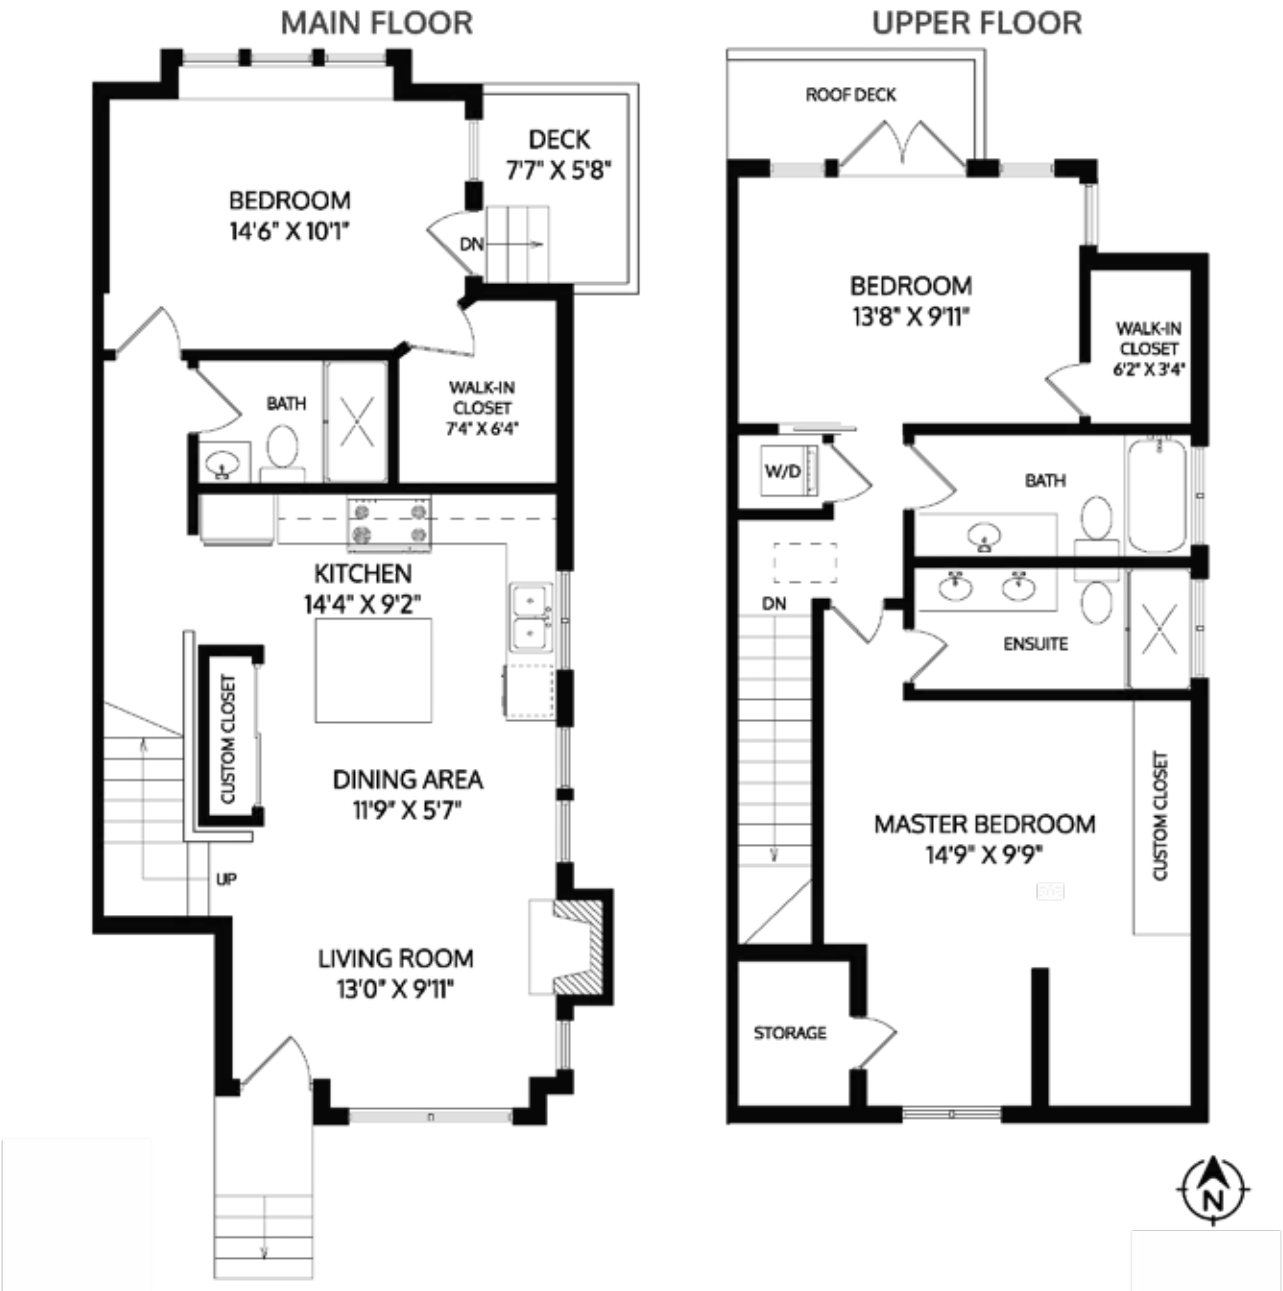 MAIN FLOOR
DECK
7'7" X 5'8"
BEDROOM
14'6" X 10'1"
DN
WALK-IN
CLOSET
7'4" X 6'4"
BATH
KITCHEN
14'4" X 9'2"
CUSTOM CLOSET
DINING AREA
11'9" X 5'7"
UP
LIVING ROOM
13'0" X 9'11"
UPPER FLOOR
ROOF DECK
BEDROOM
13'8" X 9'11"
WALK-IN
CLOSET
6'2" X 3'4"
W/D
BATH
DN
ENSUITE
MASTER BEDROOM
14'9" X 9'9"
CUSTOM CLOSET
STORAGE
N